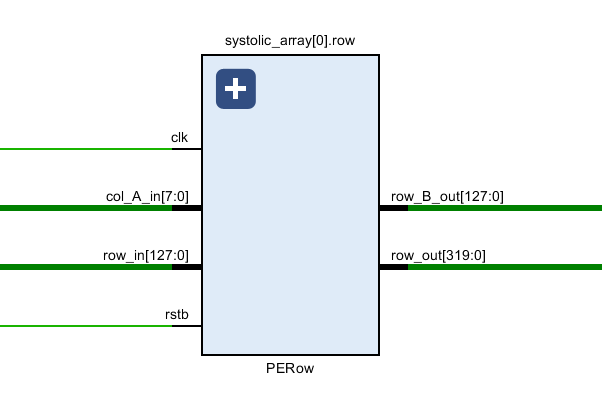 systolic_array[0].row
clk
col_A_in[7:0]
row_B_out[127:0]
row_in[127:0]
row_out[319:0]
rstb
PERow